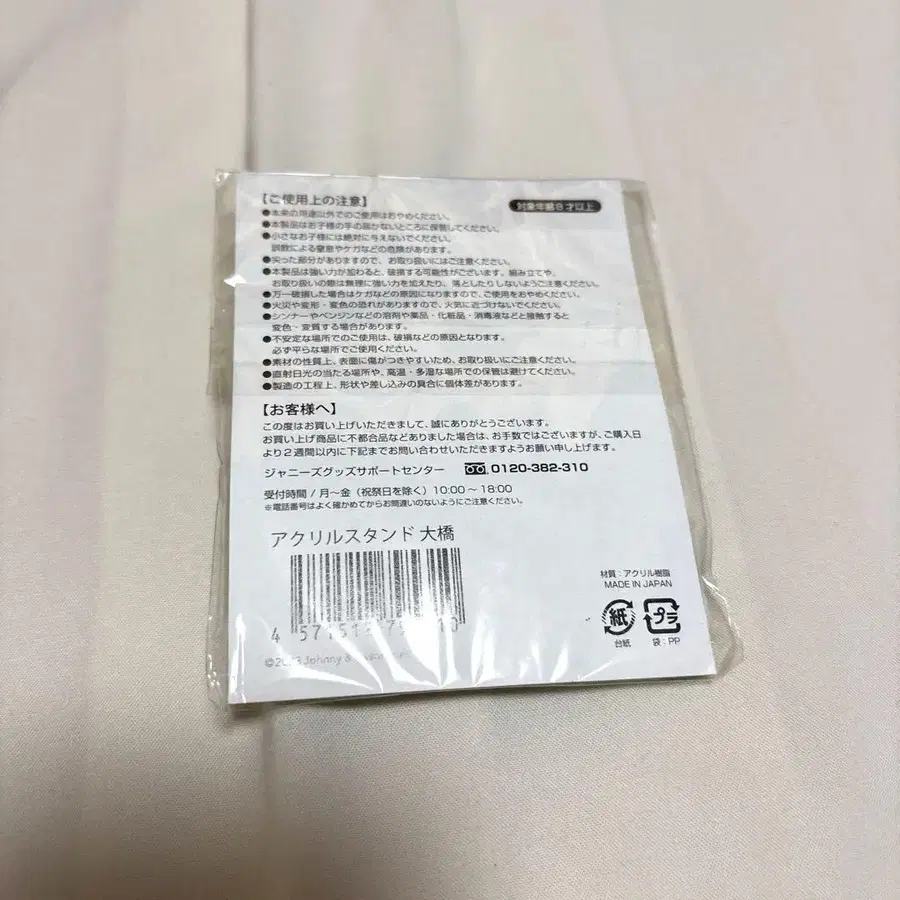 【ご使用上の注意】
対象年齢8才以上
●本来の用途以外でのご使用はおやめください。
●本製品はお子様の手の届かないところに保管してください。
●小さなお子様には絶対に与えないでください。
誤飲による窒息やケガなどの危険があります。
●尖った部分がありますので、お取り扱いにはご注意ください。
●本製品は強い力が加わると、破損する可能性がございます。組み立てや、
お取り扱いの際は無理に強い力を加えたり、落としたりしないようご注意ください。
●万一破損した場合はケガなどの原因になりますので、ご使用をおやめください。
●火災や変形・変色の恐れがありますので、火気に近づけないでください。
●シンナーやベンジンなどの溶剤や薬品・化粧品・消毒液などと接触すると
変色・変質する場合があります。
●不安定な場所でのご使用は、破損などの原因となります。
必ず平らな場所でご使用ください。
●素材の性質上、表面に傷がつきやすいため、お取り扱いにご注意ください。
●直射日光の当たる場所や、高温・多湿な場所での保管は避けてください。
●製造の工程上、形状や差し込みの具合に個体差があります。
【お客様へ】
この度はお買い上げいただきまして、誠にありがとうございます。
お買い上げ商品に不都合品などありました場合は、お手数ではございますが、ご購入日
より2週間以内に下記までお問い合わせいただきますようお願い申し上げます。
ジャニーズグッズサポートセンター 0120-382-310
受付時間 / 月〜金（祝祭日を除く）10:00〜18:00
※電話番号はよく確かめてからお間違いのないようにご注意ください。
アクリルスタンド 大橋
材質：アクリル樹脂
MADE IN JAPAN
紙
プラ
台紙
袋：PP
Johnny &